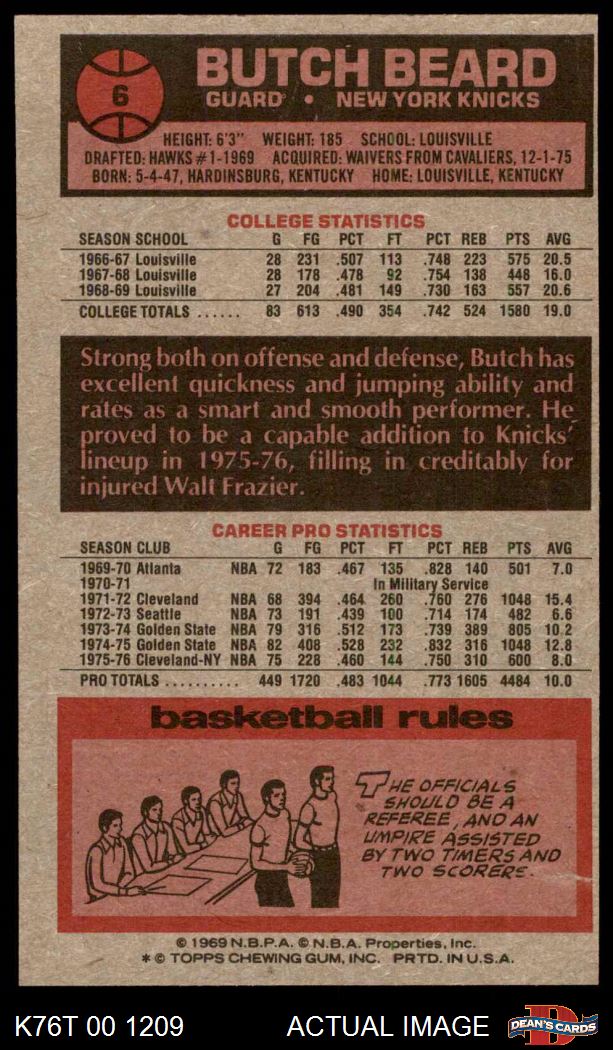 6
BUTCH BEARD
GUARD • NEW YORK KNICKS
HEIGHT: 6'3" WEIGHT: 185 SCHOOL: LOUISVILLE
DRAFTED: HAWKS #1-1969 ACQUIRED: WAIVERS FROM CAVALIERS, 12-1-75
BORN: 5-4-47, HARDINSBURG, KENTUCKY HOME: LOUISVILLE, KENTUCKY
COLLEGE STATISTICS
SEASON SCHOOL G FG PCT FT PCT REB PTS AVG
1966-67 Louisville 28 231 .507 113 .748 223 575 20.5
1967-68 Louisville 28 178 .478 92 .754 138 448 16.0
1968-69 Louisville 27 204 .481 149 .730 163 557 20.6
COLLEGE TOTALS ...... 83 613 .490 354 .742 524 1580 19.0
Strong both on offense and defense, Butch has
excellent quickness and jumping ability and
rates as a smart and smooth performer. He
proved to be a capable addition to Knicks'
lineup in 1975-76, filling in creditably for
injured Walt Frazier.
CAREER PRO STATISTICS
SEASON CLUB G FG PCT FT PCT REB PTS AVG
1969-70 Atlanta NBA 72 183 .467 135 .828 140 501 7.0
1970-71 In Military Service
1971-72 Cleveland NBA 68 394 .464 260 .760 276 1048 15.4
1972-73 Seattle NBA 73 191 .439 100 .714 174 482 6.6
1973-74 Golden State NBA 79 316 .512 173 .739 389 805 10.2
1974-75 Golden State NBA 82 408 .528 232 .832 316 1048 12.8
1975-76 Cleveland-NY NBA 75 228 .460 144 .750 310 600 8.0
PRO TOTALS .......... 449 1720 .483 1044 .773 1605 4484 10.0
basketball rules
THE OFFICIALS
SHOULD BE A
REFEREE, AND AN
UMPIRE ASSISTED
BY TWO TIMERS AND
TWO SCORERS.
© 1969 N.B.P.A. © N.B.A. Properties, Inc.
* © TOPPS CHEWING GUM, INC. PRTD. IN U.S.A.
K76T 00 1209 ACTUAL IMAGE
D
DEAN'S CARDS